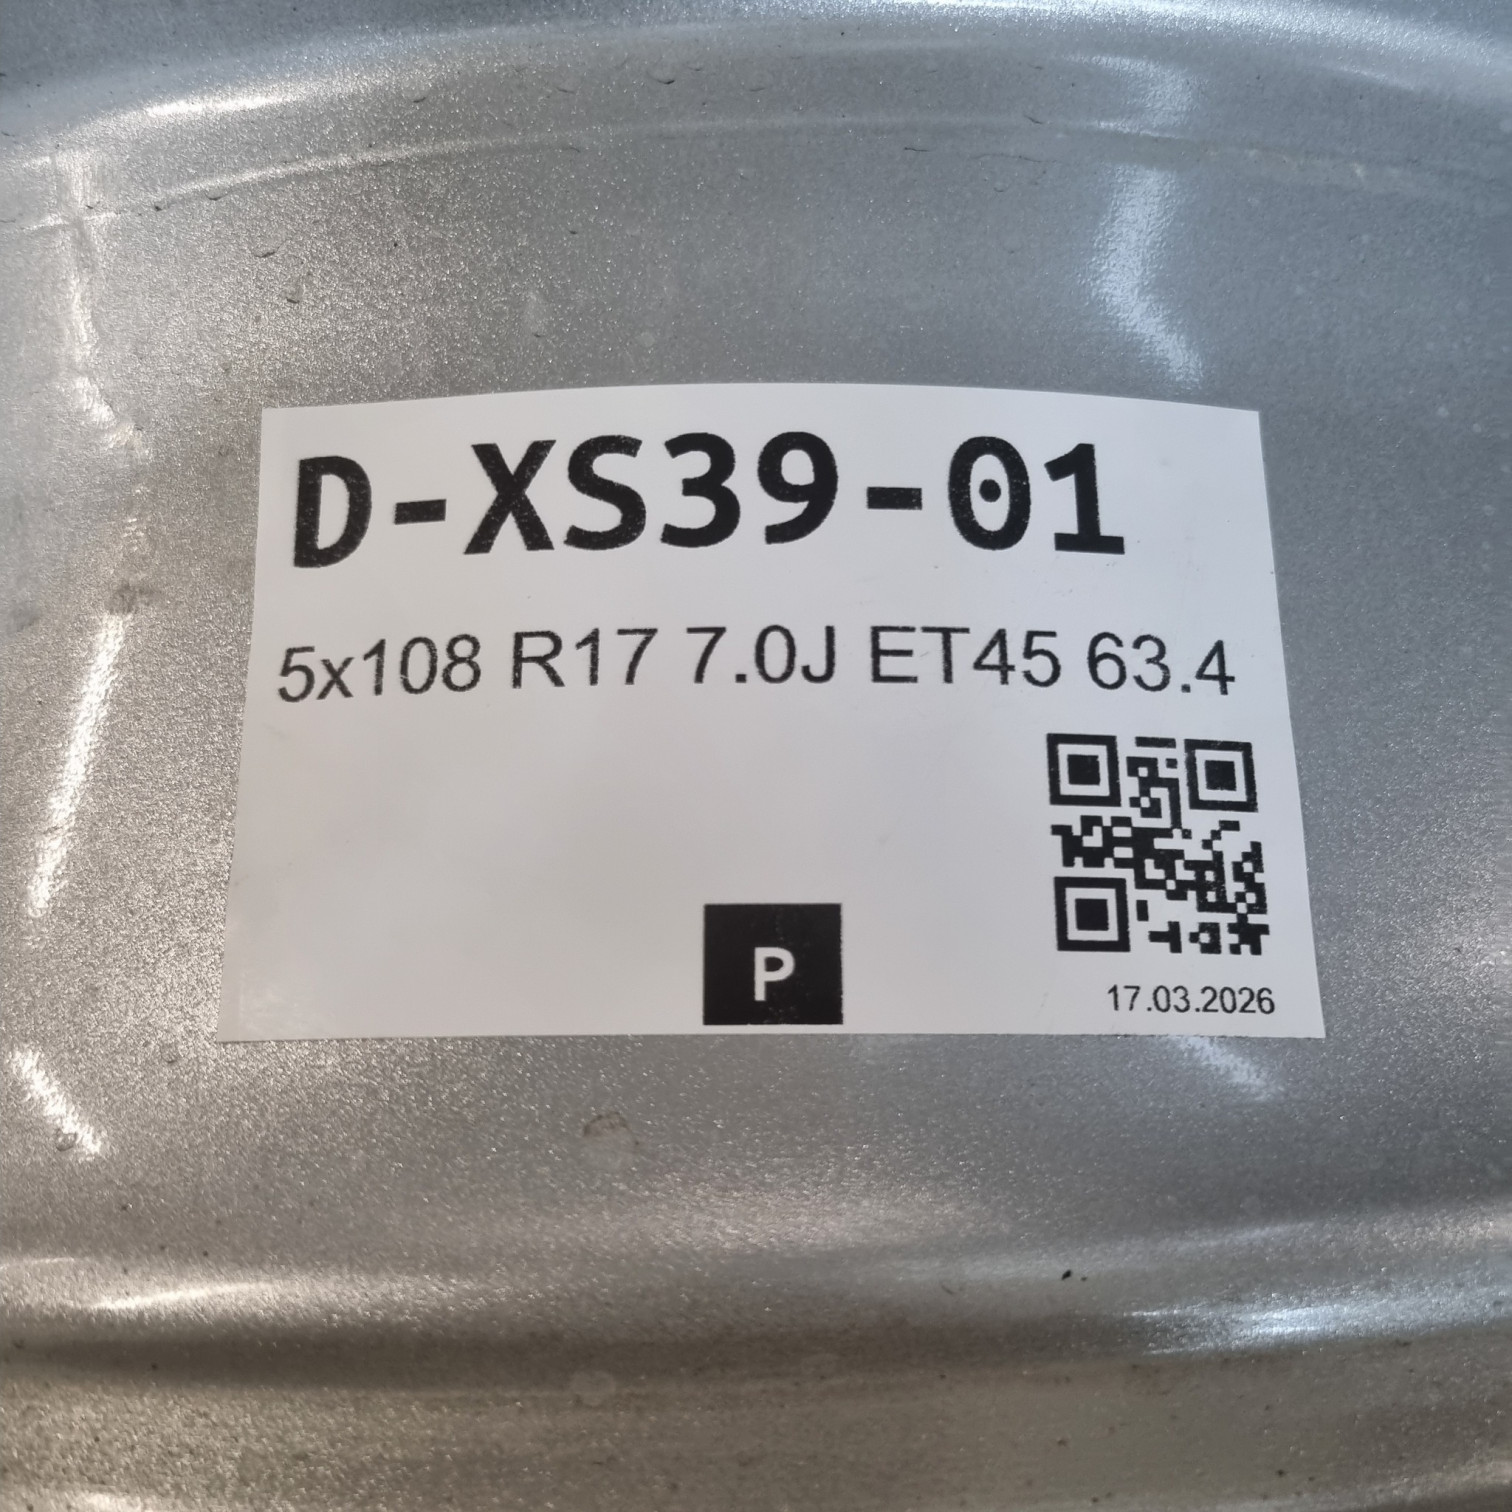 D-XS39-01
5x108 R17 7.0J ET45 63.4
P
17.03.2026